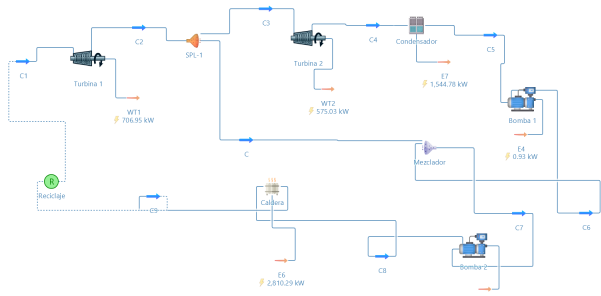 C1
Turbina 1
WT1
706.95 kW
C2
SPL-1
C3
Turbina 2
WT2
575.03 kW
C4
Condensador
E7
1,544.78 kW
C5
Bomba 1
E4
0.93 kW
C
Mezclador
R
Reciclaje
C9
Caldera
E6
2,810.29 kW
C8
Bomba 2
C7
C6